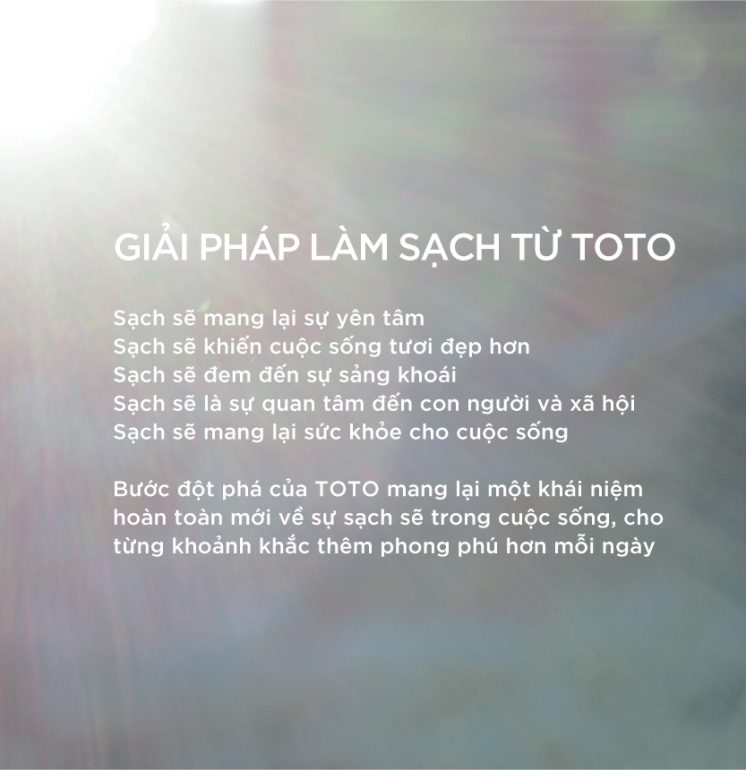 GIẢI PHÁP LÀM SẠCH TỪ TOTO
Sạch sẽ mang lại sự yên tâm
Sạch sẽ khiến cuộc sống tươi đẹp hơn
Sạch sẽ đem đến sự sảng khoái
Sạch sẽ là sự quan tâm đến con người và xã hội
Sạch sẽ mang lại sức khỏe cho cuộc sống
Bước đột phá của TOTO mang lại một khái niệm
hoàn toàn mới về sự sạch sẽ trong cuộc sống, cho
từng khoảnh khắc thêm phong phú hơn mỗi ngày